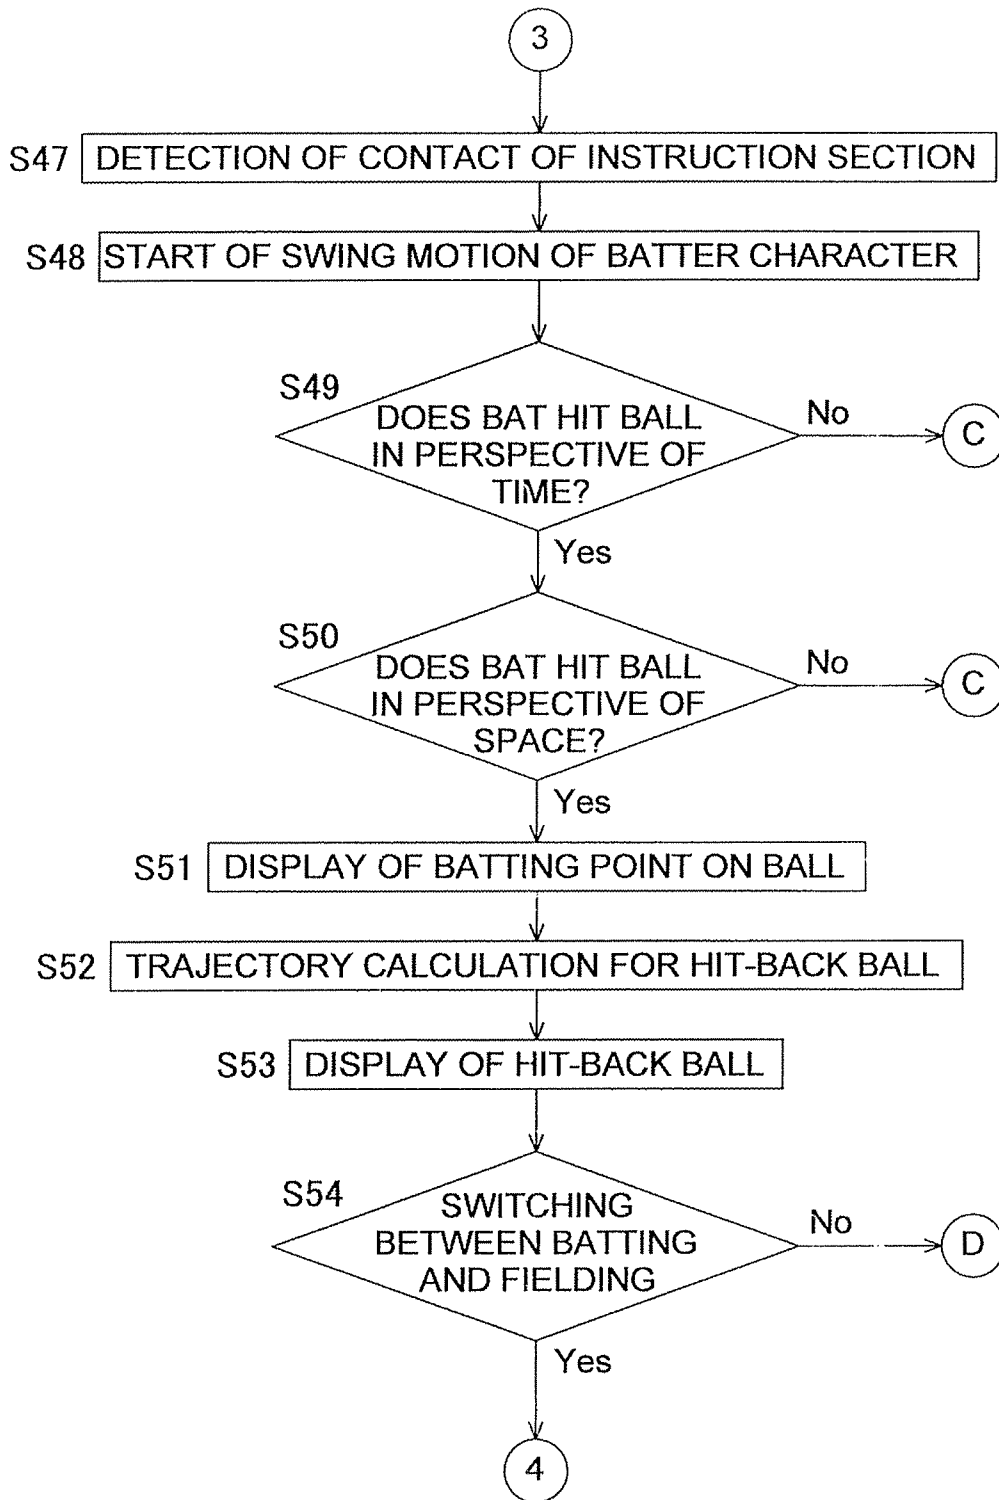 3
S47 DETECTION OF CONTACT OF INSTRUCTION SECTION
S48 START OF SWING MOTION OF BATTER CHARACTER
S49
DOES BAT HIT BALL
IN PERSPECTIVE OF
TIME?
No
C
Yes
S50
DOES BAT HIT BALL
IN PERSPECTIVE OF
SPACE?
No
C
Yes
S51 DISPLAY OF BATTING POINT ON BALL
S52 TRAJECTORY CALCULATION FOR HIT-BACK BALL
S53 DISPLAY OF HIT-BACK BALL
S54
SWITCHING
BETWEEN BATTING
AND FIELDING
No
D
Yes
4